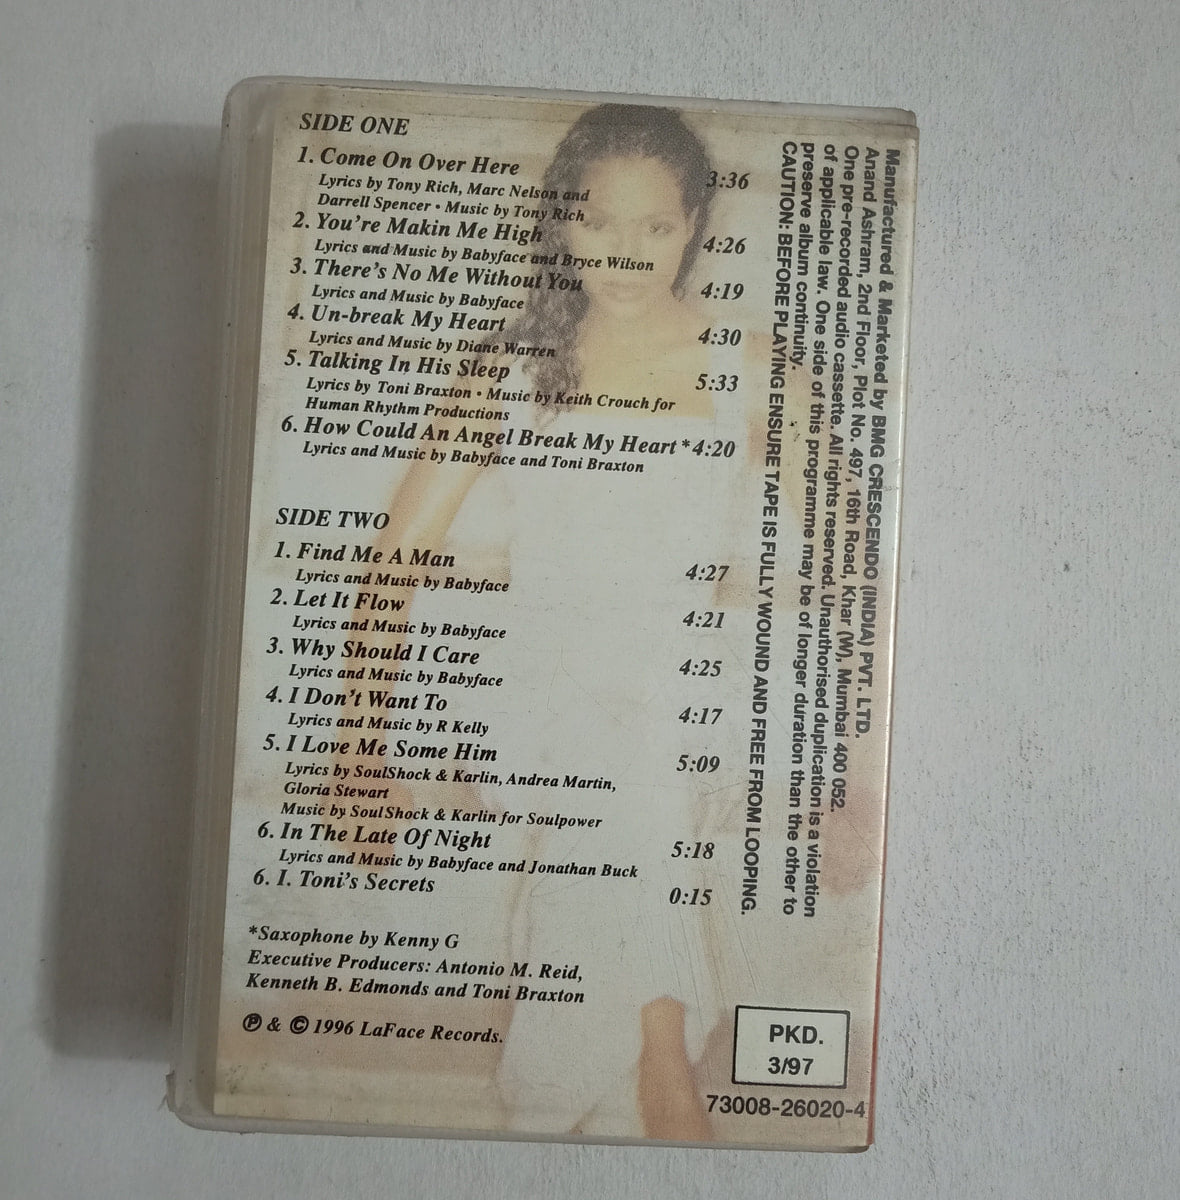 SIDE ONE
1. Come On Over Here 3:36
Lyrics by Tony Rich, Marc Nelson and
Darrell Spencer • Music by Tony Rich
2. You're Makin Me High 4:26
Lyrics and Music by Babyface and Bryce Wilson
3. There's No Me Without You 4:19
Lyrics and Music by Babyface
4. Un-break My Heart 4:30
Lyrics and Music by Diane Warren
5. Talking In His Sleep 5:33
Lyrics by Toni Braxton • Music by Keith Crouch for
Human Rhythm Productions
6. How Could An Angel Break My Heart *4:20
Lyrics and Music by Babyface and Toni Braxton
SIDE TWO
1. Find Me A Man 4:27
Lyrics and Music by Babyface
2. Let It Flow 4:21
Lyrics and Music by Babyface
3. Why Should I Care 4:25
Lyrics and Music by Babyface
4. I Don't Want To 4:17
Lyrics and Music by R Kelly
5. I Love Me Some Him 5:09
Lyrics by SoulShock & Karlin, Andrea Martin,
Gloria Stewart
Music by SoulShock & Karlin for Soulpower
6. In The Late Of Night 5:18
Lyrics and Music by Babyface and Jonathan Buck
6. I. Toni's Secrets 0:15
*Saxophone by Kenny G
Executive Producers: Antonio M. Reid,
Kenneth B. Edmonds and Toni Braxton
℗ & © 1996 LaFace Records.
Manufactured & Marketed by BMG CRESCENDO (INDIA) PVT. LTD.
Anand Ashram, 2nd Floor, Plot No. 497, 16th Road, Khar (W), Mumbai 400 052.
One pre-recorded audio cassette. All rights reserved. Unauthorised duplication is a violation
of applicable law. One side of this programme may be of longer duration than the other to
preserve album continuity.
CAUTION: BEFORE PLAYING ENSURE TAPE IS FULLY WOUND AND FREE FROM LOOPING.
PKD.
3/97
73008-26020-4